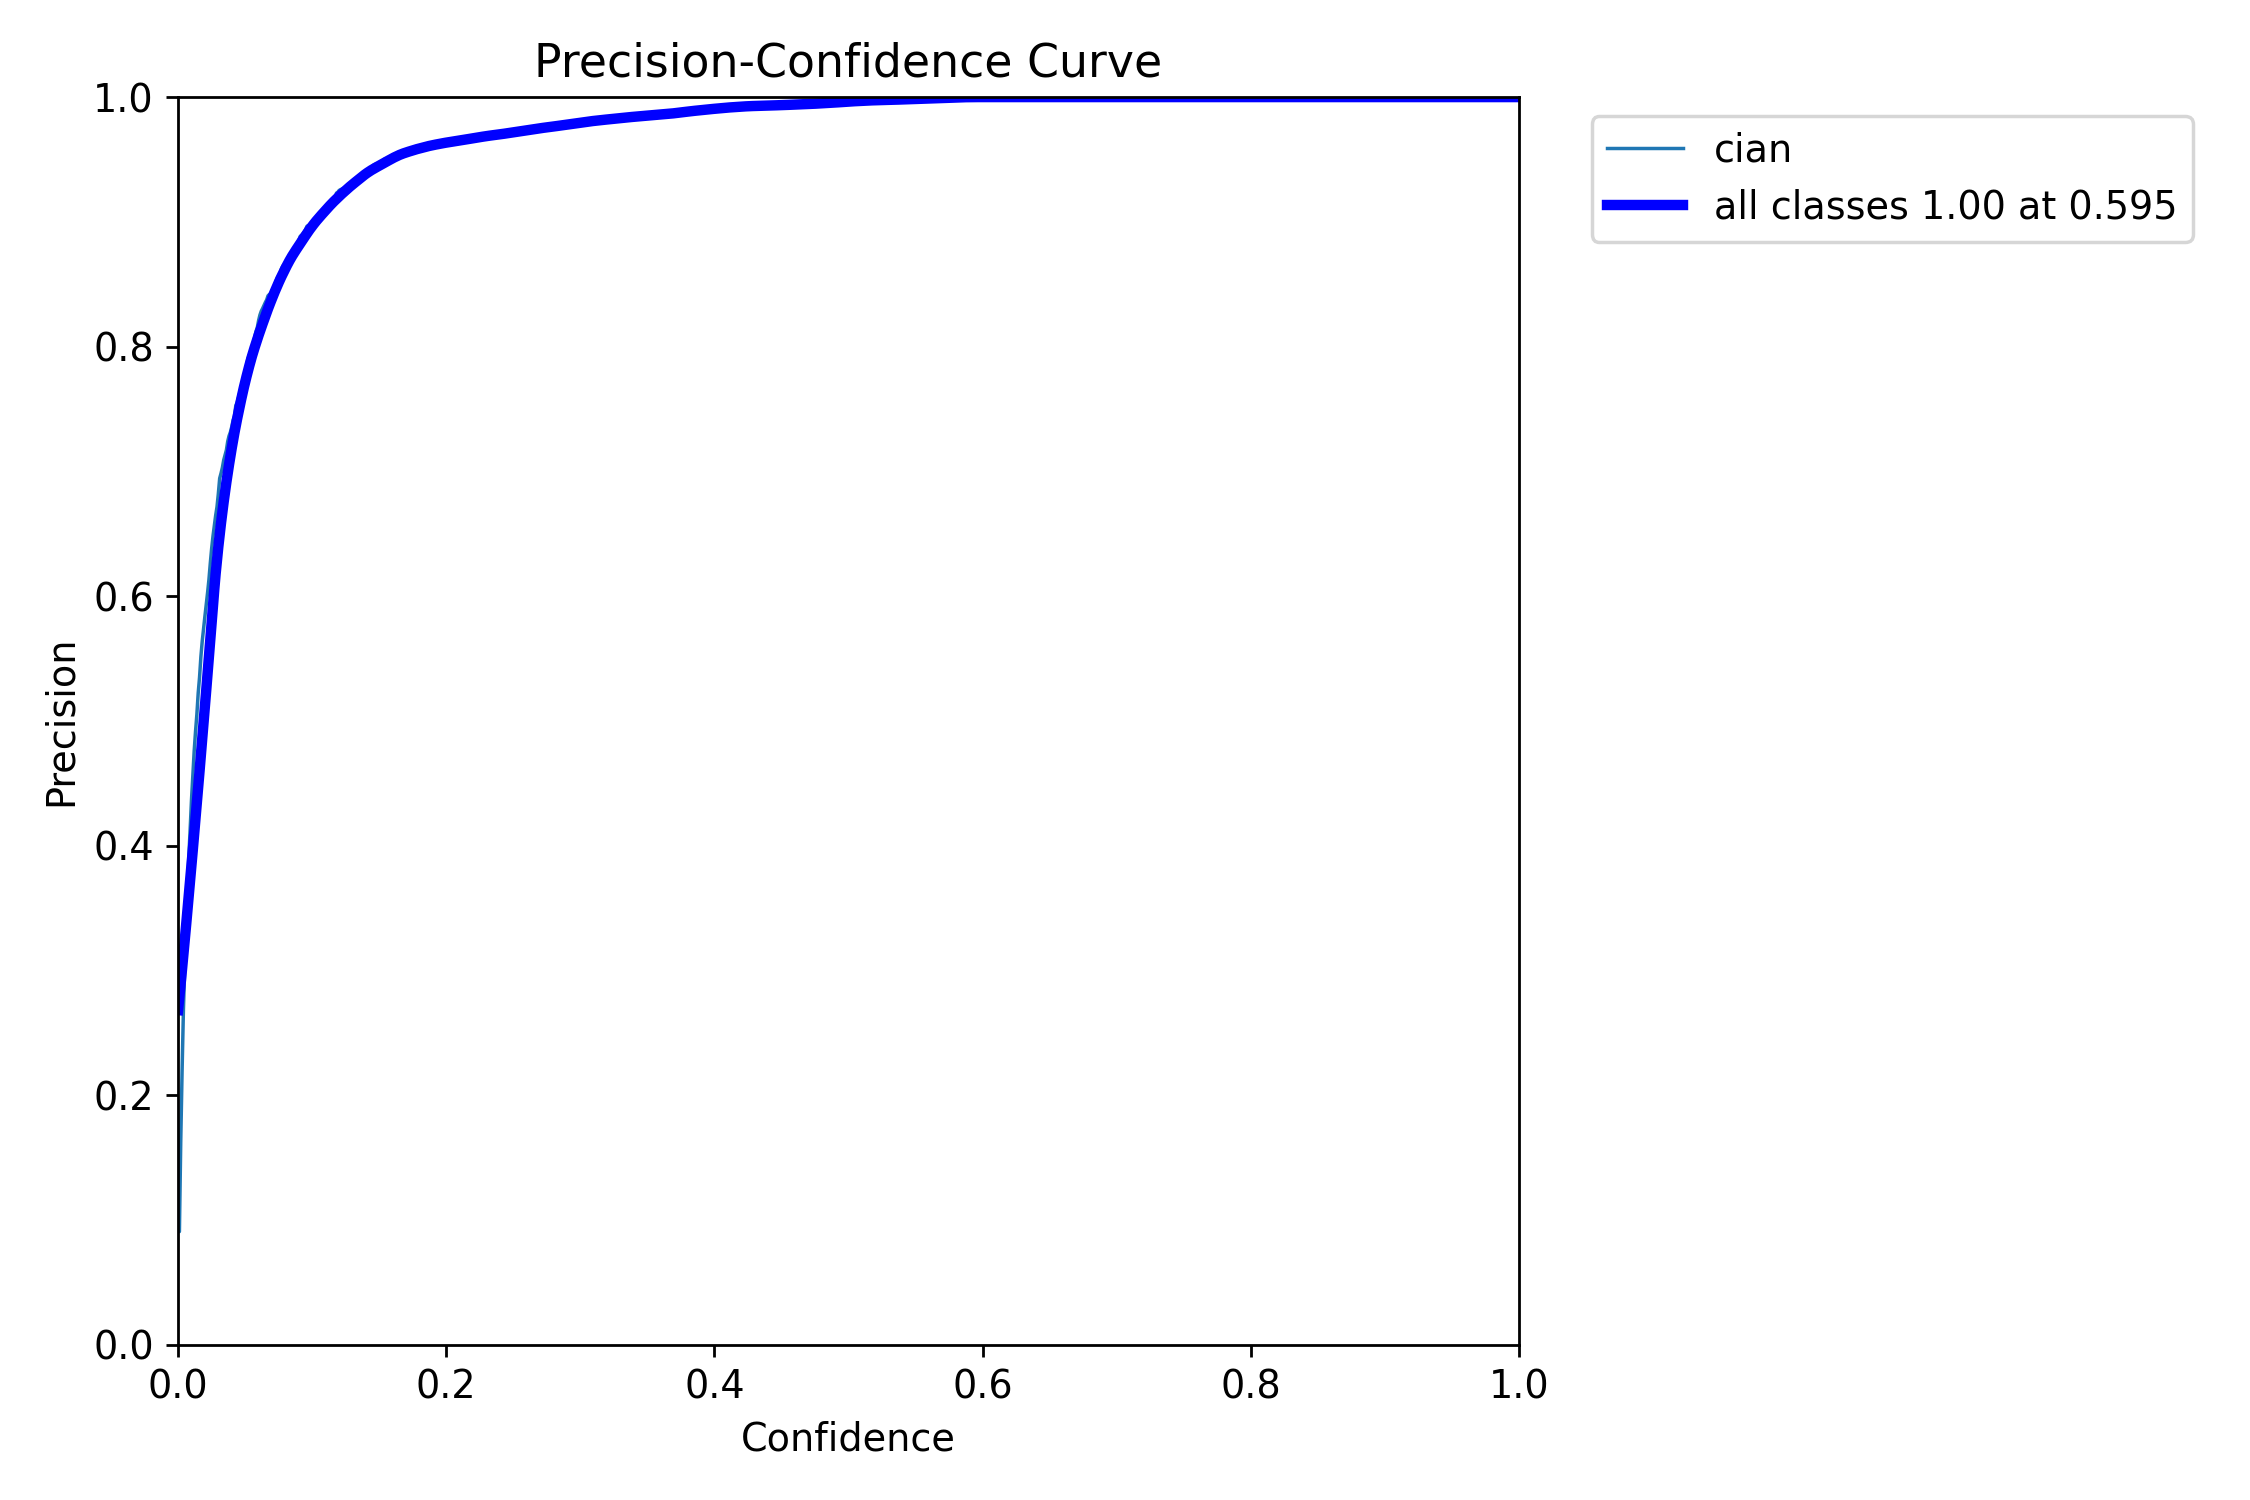 Precision-Confidence Curve
1.0
0.8
0.6
0.4
0.2
0.0
Precision
0.0 0.2 0.4 0.6 0.8 1.0
Confidence
cian
all classes 1.00 at 0.595